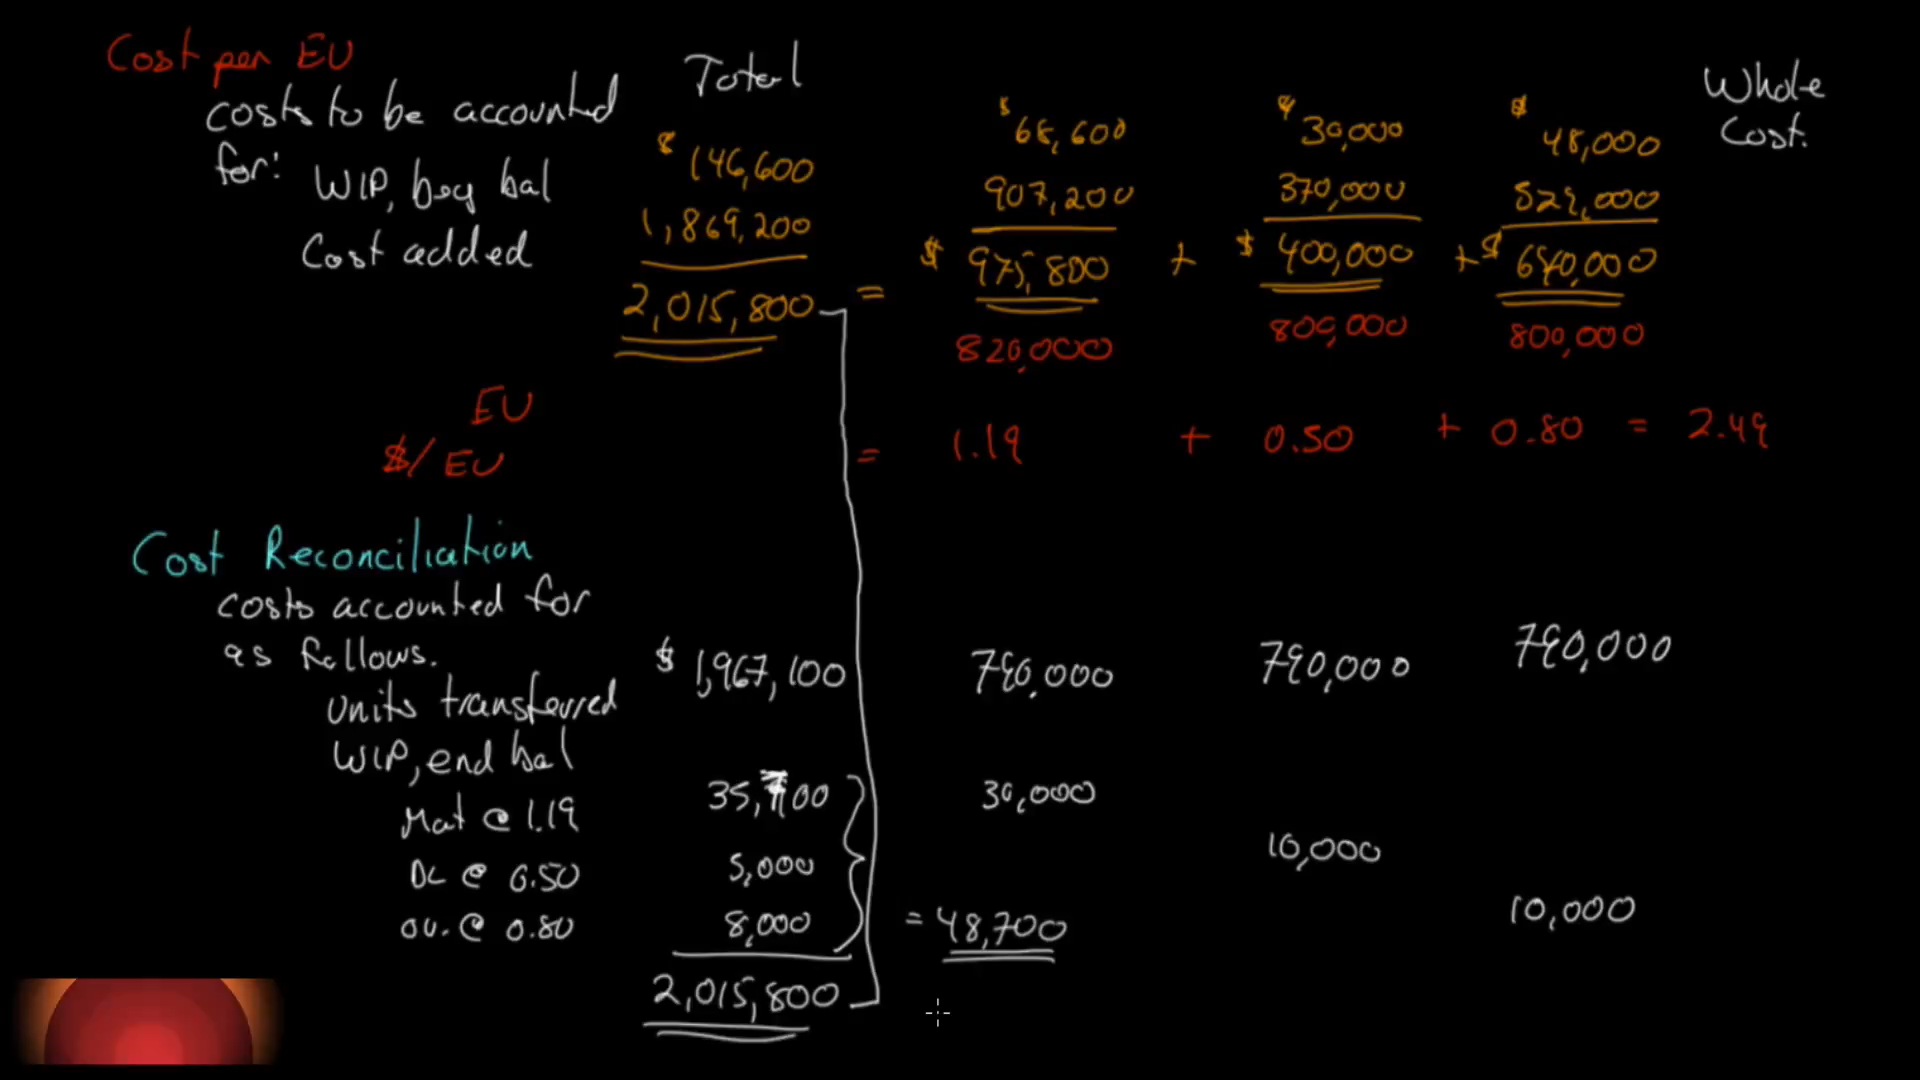 Cost per EU
Total
Whole
Cost.
costs to be accounted
for:
WIP, beg bal
$ 146,600
$ 68,600
$ 30,000
$ 48,000
Cost added
1,869,200
907,200
370,000
592,000
2,015,800 = $ 975,800 + $ 400,000 + $ 640,000
EU
820,000
800,000
800,000
$/EU
= 1.19 + 0.50 + 0.80 = 2.49
Cost Reconciliation
costs accounted for
as follows.
units transferred
$ 1,967,100
790,000
790,000
790,000
WIP, end bal
Mat @ 1.19
35,700
30,000
DL @ 0.50
5,000
10,000
OV. @ 0.80
8,000
10,000
= 48,700
2,015,800